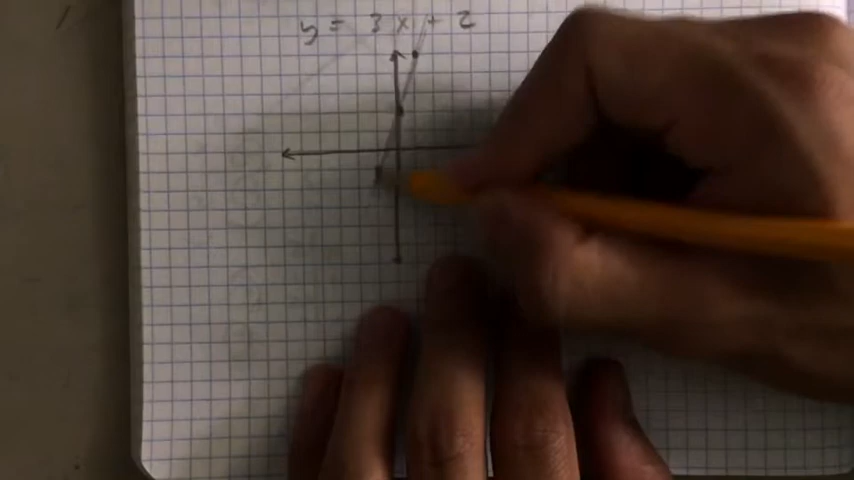 y = 3x + 2